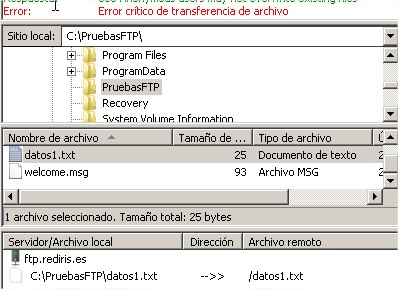 Error: Error crítico de transferencia de archivo
Sitio local: C:\PruebasFTP\
Program Files
ProgramData
PruebasFTP
Recovery
System Volume Information
Nombre de archivo Tamaño de ... Tipo de archivo
datos1.txt 25 Documento de texto 2
welcome.msg 93 Archivo MSG 2
1 archivo seleccionado. Tamaño total: 25 bytes
Servidor/Archivo local Dirección Archivo remoto
ftp.rediris.es
C:\PruebasFTP\datos1.txt -->> /datos1.txt